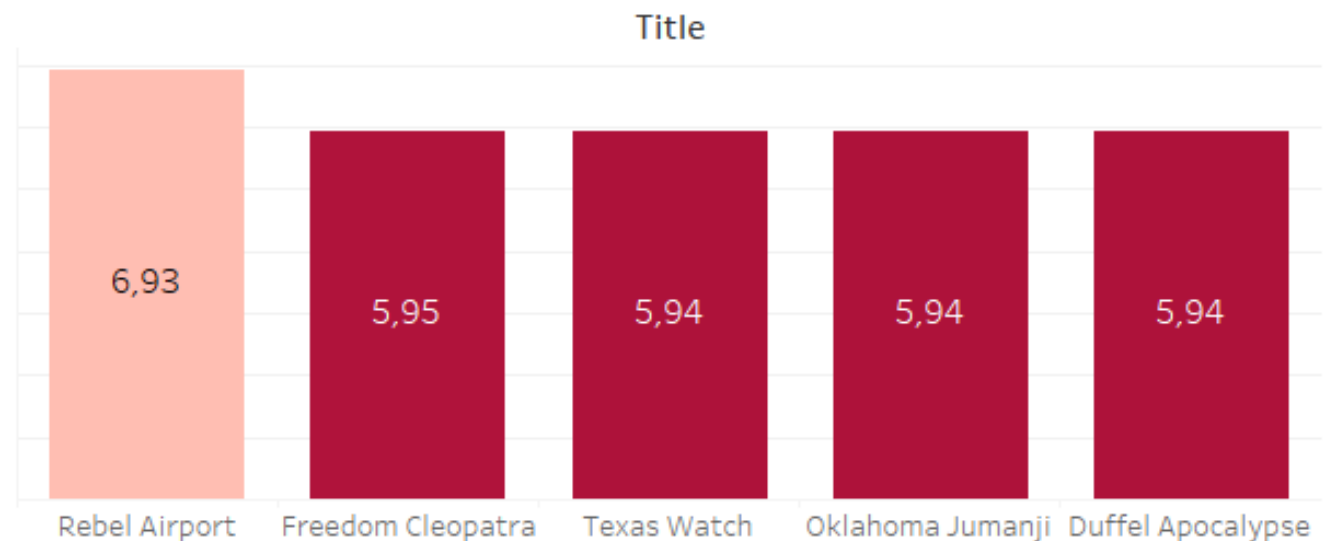 Title
6,93
5,95
5,94
5,94
5,94
Rebel Airport
Freedom Cleopatra
Texas Watch
Oklahoma Jumanji
Duffel Apocalypse